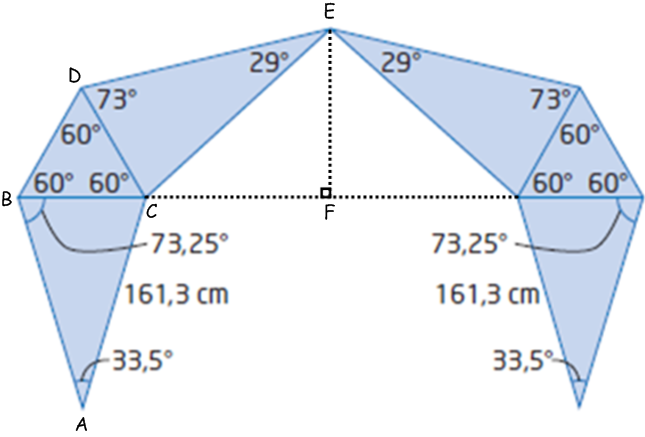 E
29° 29°
D
73° 73°
60° 60°
B 60° 60° C F 60° 60°
73,25° 73,25°
161,3 cm 161,3 cm
33,5° 33,5°
A